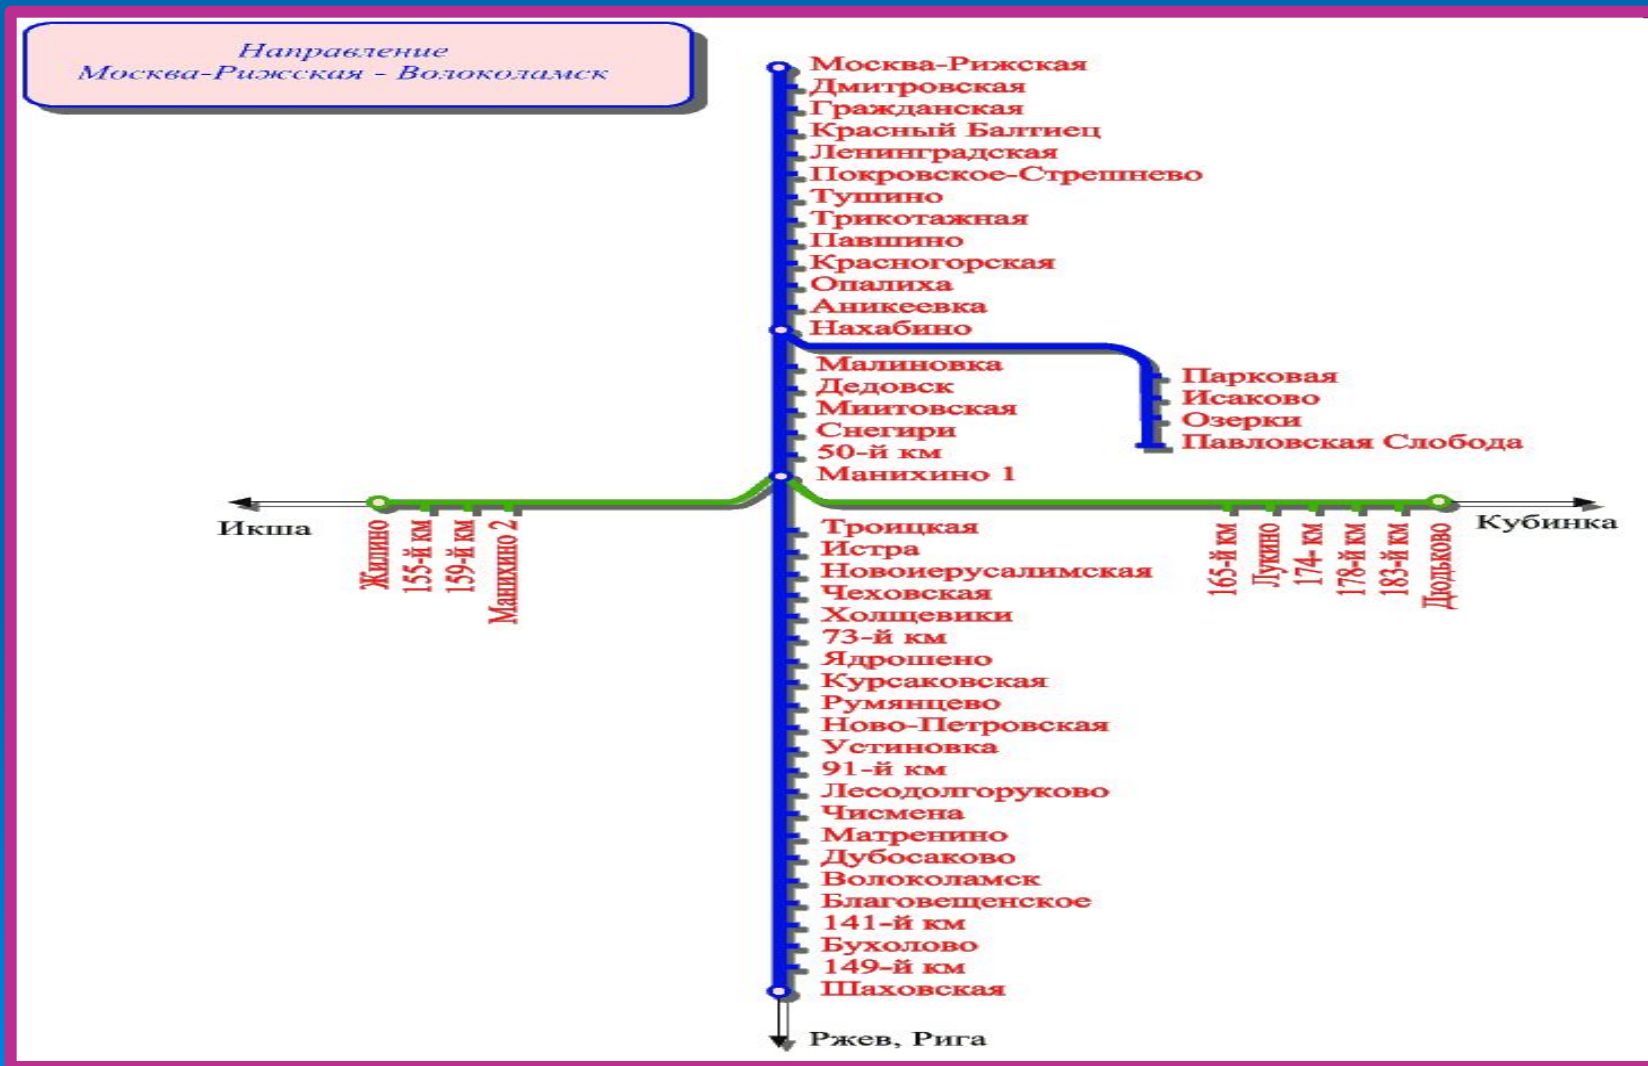 Направление
Москва-Рижская - Волоколамск
Москва-Рижская
Дмитровская
Гражданская
Красный Балтиец
Ленинградская
Покровское-Стрешнево
Тушино
Трикотажная
Павшино
Красногорская
Опалиха
Аникеевка
Нахабино
Малиновка
Дедовск
Миитовская
Снегири
50-й км
Манихино 1
Парковая
Исаково
Озерки
Павловская Слобода
Икша
Жилино
155-й км
159-й км
Манихино 2
165-й км
Лукино
174- км
178-й км
183-й км
Дюдьково
Кубинка
Троицкая
Истра
Новоиерусалимская
Чеховская
Холщевики
73-й км
Ядрошено
Курсаковская
Румянцево
Ново-Петровская
Устиновка
91-й км
Лесодолгоруково
Чисмена
Матренино
Дубосаково
Волоколамск
Благовещенское
141-й км
Бухолово
149-й км
Шаховская
Ржев, Рига